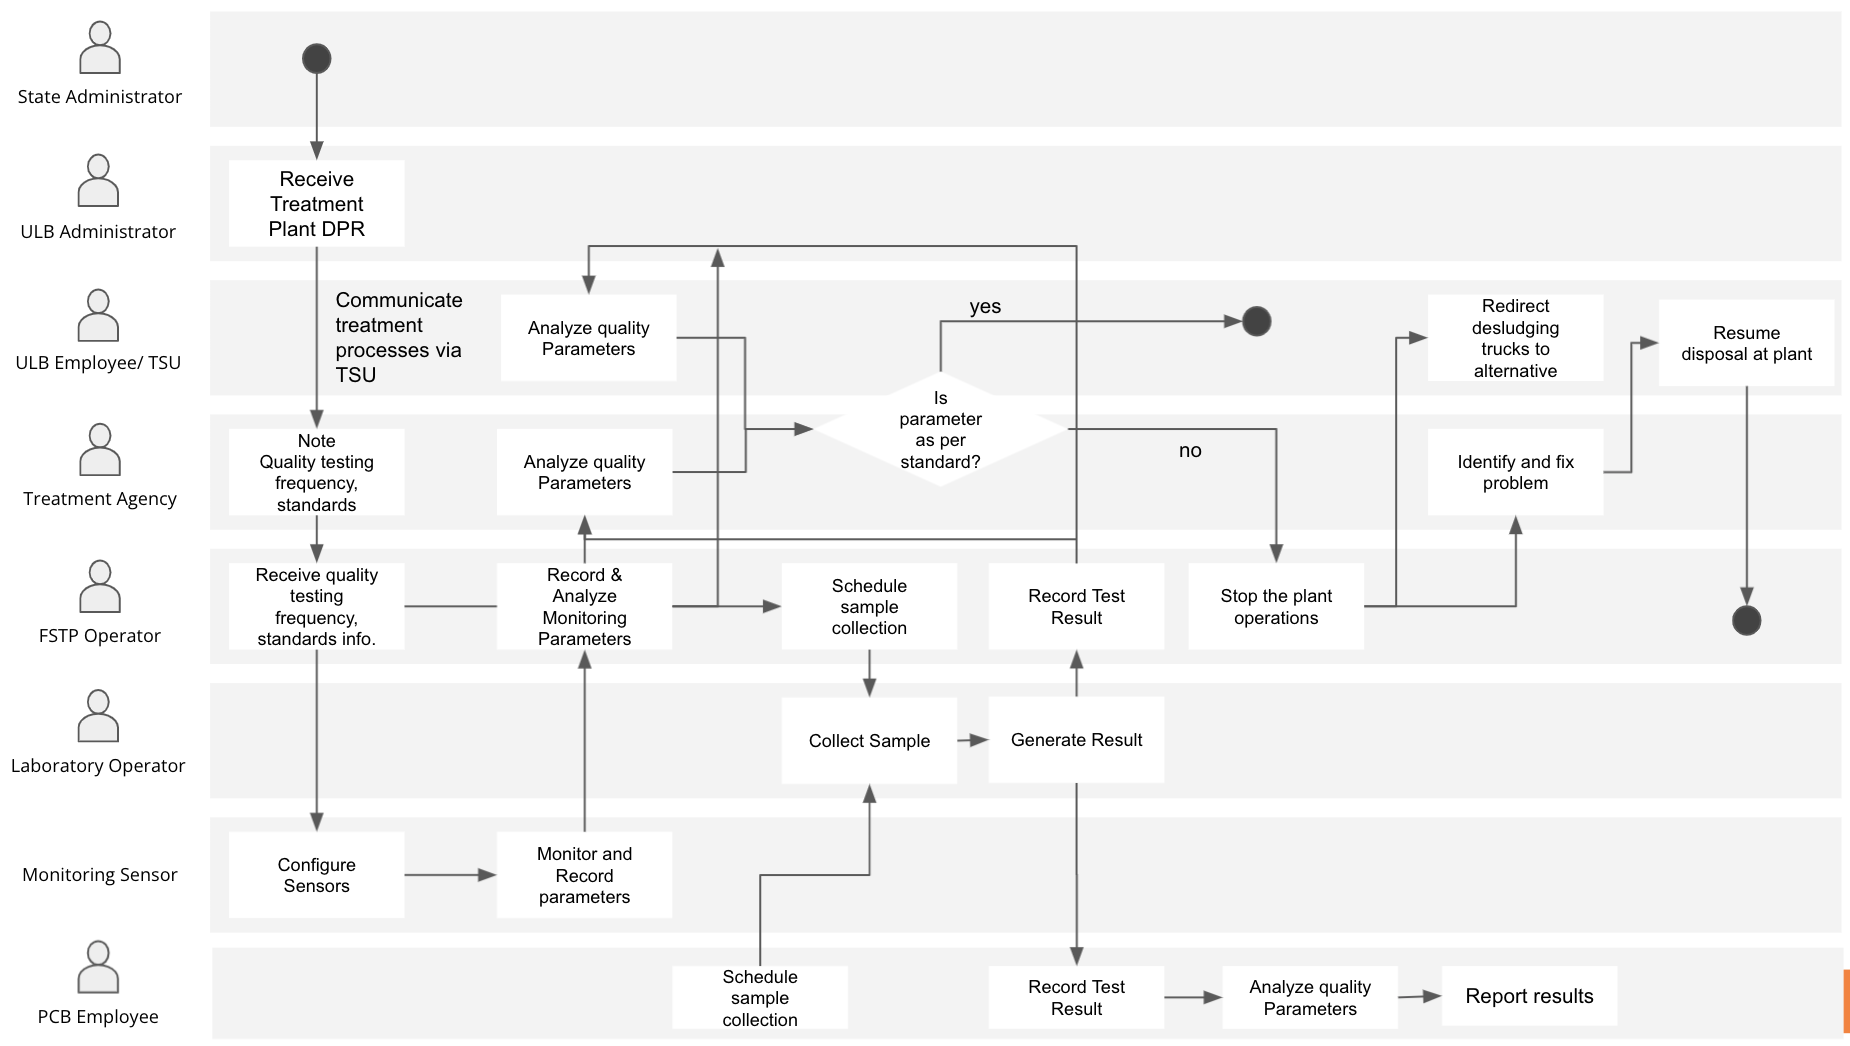 State Administrator
ULB Administrator
Receive
Treatment
Plant DPR
ULB Employee/ TSU
Communicate
treatment
processes via
TSU
Analyze quality
Parameters
yes
Redirect
desludging
trucks to
alternative
Resume
disposal at plant
Treatment Agency
Note
Quality testing
frequency,
standards
Analyze quality
Parameters
Is
parameter
as per
standard?
no
Identify and fix
problem
FSTP Operator
Receive quality
testing
frequency,
standards info.
Record &
Analyze
Monitoring
Parameters
Schedule
sample
collection
Record Test
Result
Stop the plant
operations
Laboratory Operator
Collect Sample
Generate Result
Monitoring Sensor
Configure
Sensors
Monitor and
Record
parameters
PCB Employee
Schedule
sample
collection
Record Test
Result
Analyze quality
Parameters
Report results